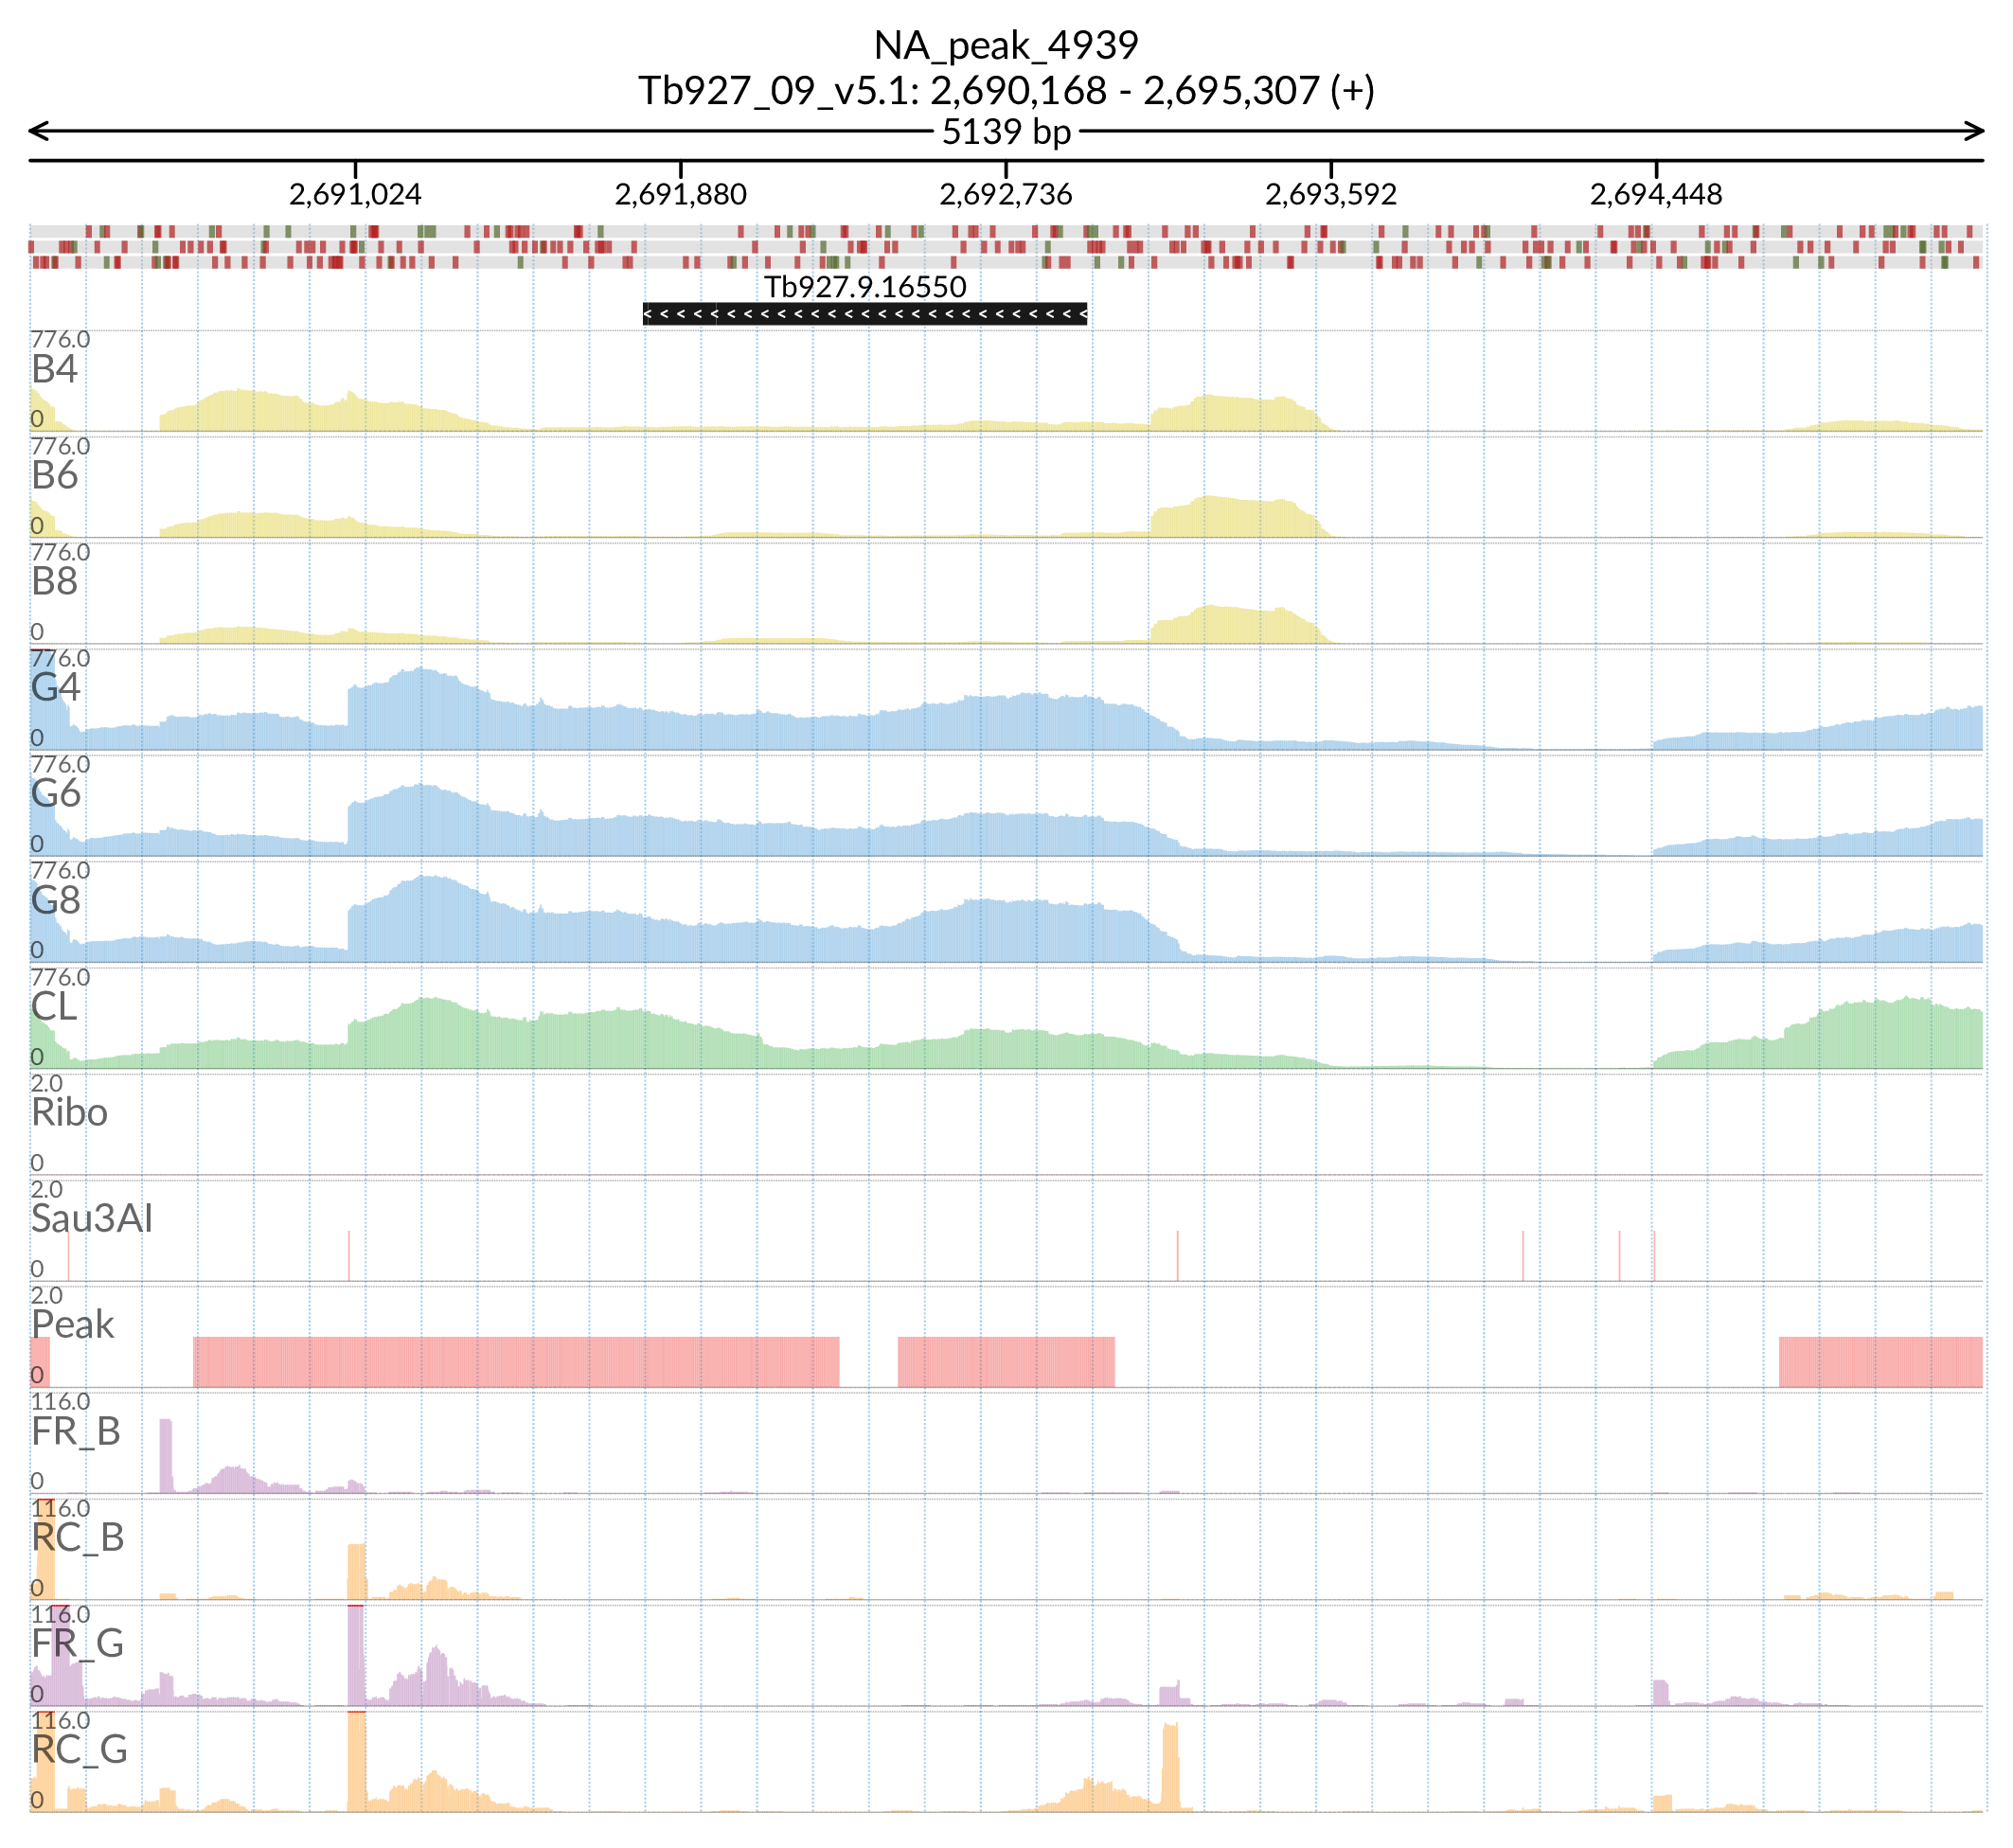 NA_peak_4939
Tb927_09_v5.1: 2,690,168 - 2,695,307 (+)
5139 bp
2,691,024 2,691,880 2,692,736 2,693,592 2,694,448
Tb927.9.16550
776.0
B4
0
776.0
B6
0
776.0
B8
0
776.0
G4
0
776.0
G6
0
776.0
G8
0
776.0
CL
0
2.0
Ribo
0
2.0
Sau3AI
0
2.0
Peak
0
116.0
FR_B
0
116.0
RC_B
0
116.0
FR_G
0
116.0
RC_G
0